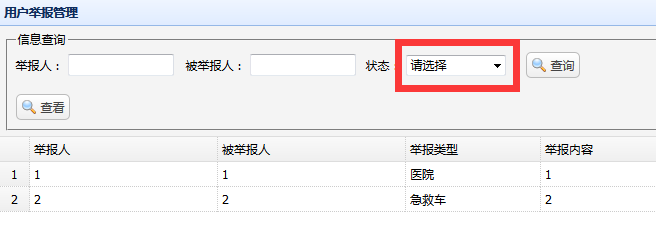 用户举报管理
信息查询
举报人： 被举报人： 状态： 请选择 查询
查看
举报人 被举报人 举报类型 举报内容
1 1 1 医院 1
2 2 2 急救车 2